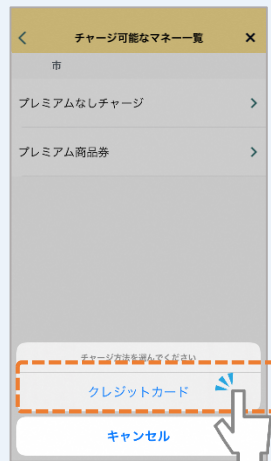 チャージ可能なマネー一覧
市
プレミアムなしチャージ
プレミアム商品券
チャージ方法を選んでください
クレジットカード
キャンセル